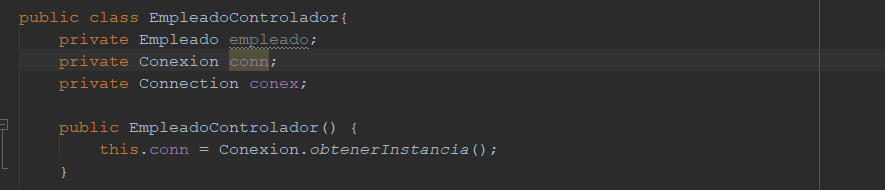 public class EmpleadoControlador{
private Empleado empleado;
private Conexion conn;
private Connection conex;
public EmpleadoControlador() {
this.conn = Conexion.obtenerInstancia();
}